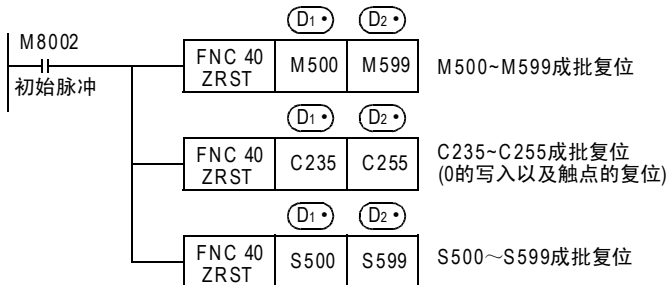 D1• D2•
M8002
初始脉冲
FNC 40
ZRST
M500 M599
M500~M599成批复位
D1• D2•
FNC 40
ZRST
C235 C255
C235~C255成批复位
(0的写入以及触点的复位)
D1• D2•
FNC 40
ZRST
S500 S599
S500～S599成批复位